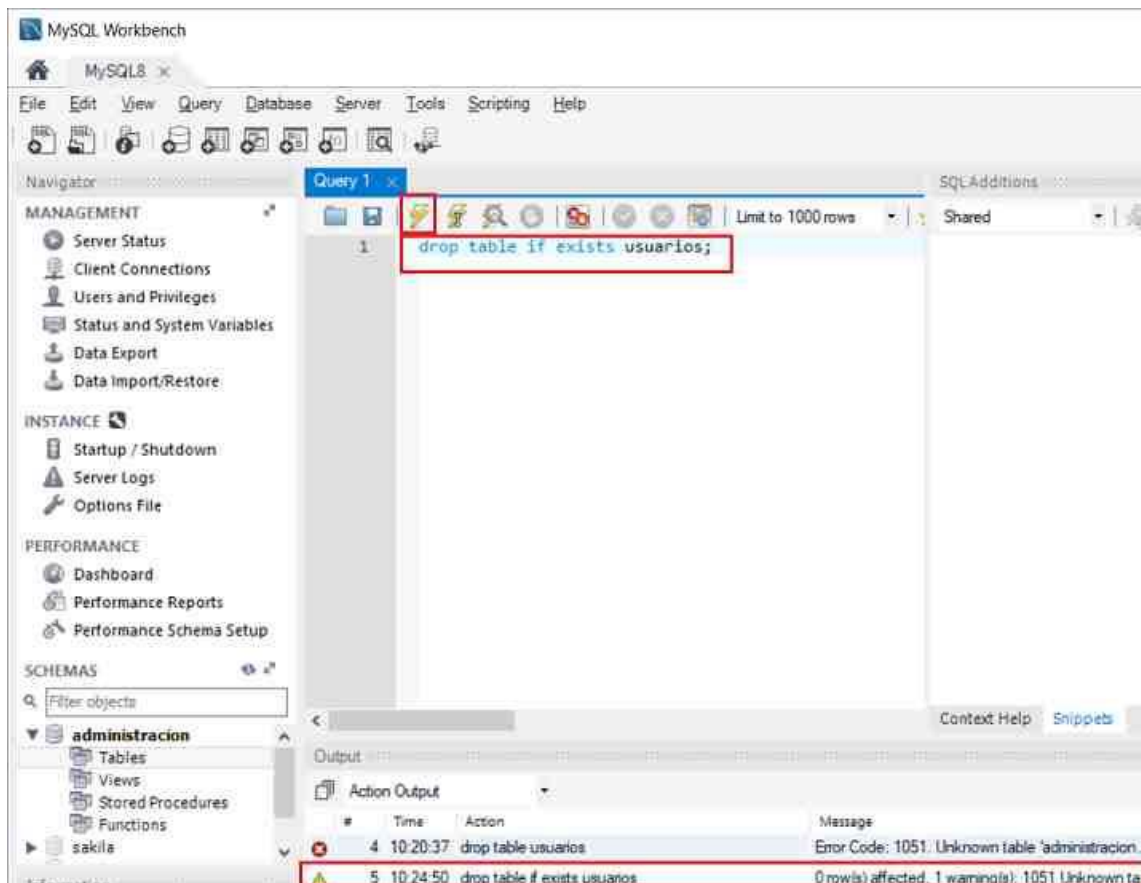 MySQL Workbench
MySQL8
File Edit View Query Database Server Tools Scripting Help
Navigator
MANAGEMENT
Server Status
Client Connections
Users and Privileges
Status and System Variables
Data Export
Data Import/Restore
INSTANCE
Startup / Shutdown
Server Logs
Options File
PERFORMANCE
Dashboard
Performance Reports
Performance Schema Setup
SCHEMAS
Filter objects
administracion
Tables
Views
Stored Procedures
Functions
sakila
Query 1
Limit to 1000 rows
1 drop table if exists usuarios;
SQLAdditions
Shared
Context Help Snippets
Output
Action Output
# Time Action Message
4 10:20:37 drop table usuarios Error Code: 1051. Unknown table 'administracion.
5 10:24:50 drop table if exists usuarios 0 row(s) affected, 1 warning(s): 1051 Unknown ta